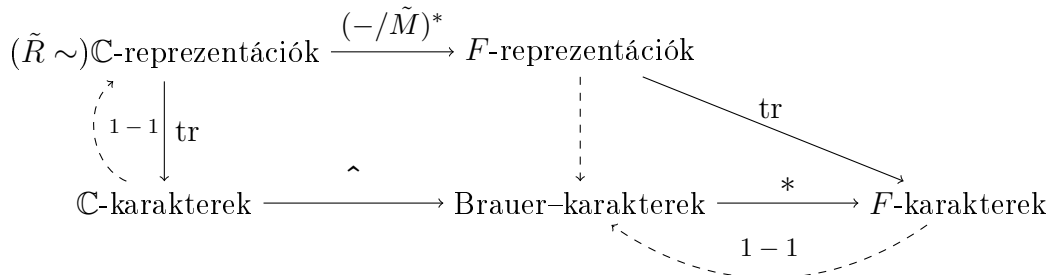 (-/M̃)*
(R̃ ∼)ℂ-reprezentációk F-reprezentációk
1 − 1 tr tr
ˆ *
ℂ-karakterek Brauer–karakterek F-karakterek
1 − 1